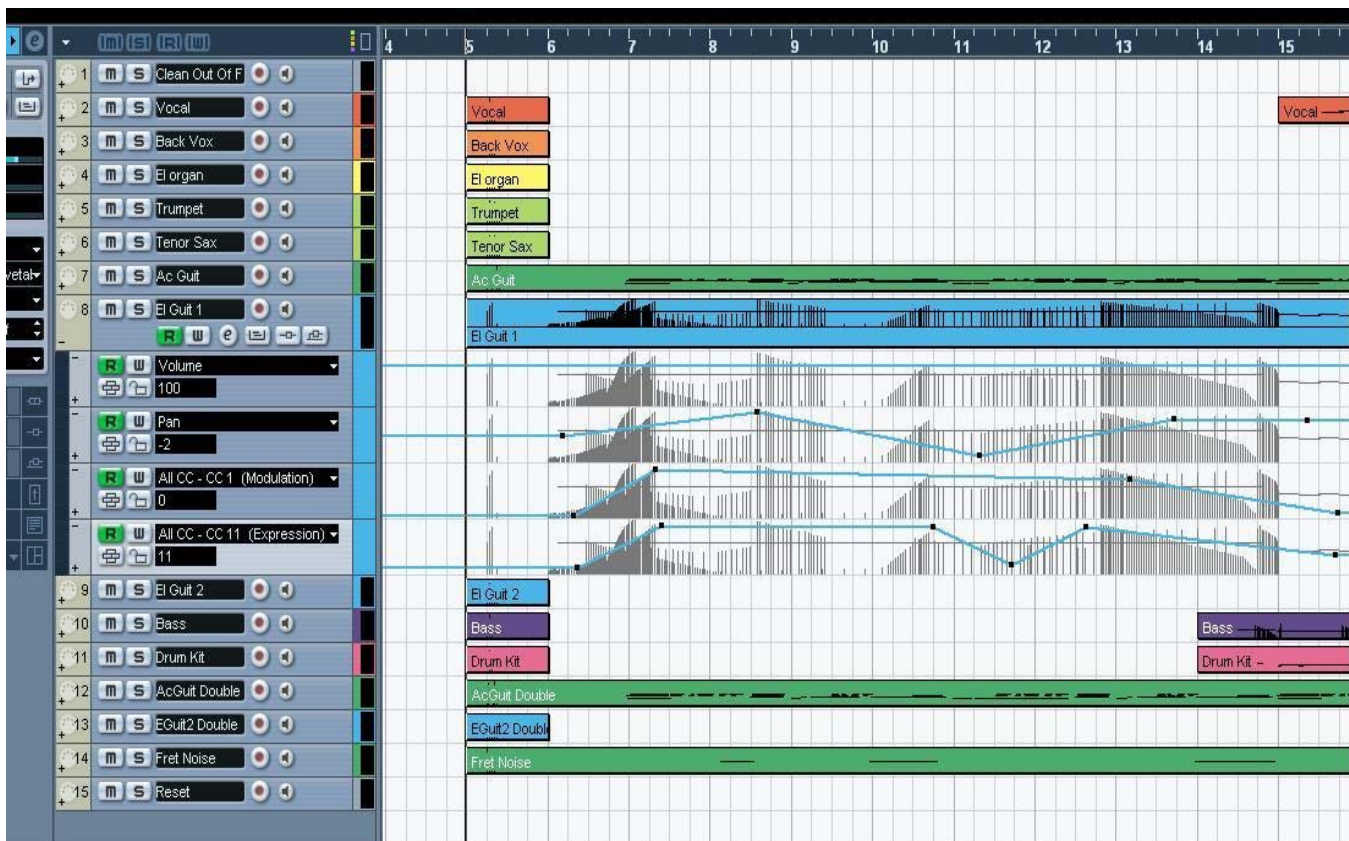 e (m) (S) (R) (W) 4 5 6 7 8 9 10 11 12 13 14 15
1 m S Clean Out Of F
2 m S Vocal Vocal Vocal
3 m S Back Vox Back Vox
4 m S El organ El organ
5 m S Trumpet Trumpet
6 m S Tenor Sax Tenor Sax
7 m S Ac Guit Ac Guit
8 m S El Guit 1
R W e El Guit 1
R W Volume
100
R W Pan
-2
R W All CC - CC 1 (Modulation)
0
R W All CC - CC 11 (Expression)
11
9 m S El Guit 2 El Guit 2
10 m S Bass Bass Bass
11 m S Drum Kit Drum Kit Drum Kit
12 m S AcGuit Double AcGuit Double
13 m S EGuit2 Double EGuit2 Doubl
14 m S Fret Noise Fret Noise
15 m S Reset